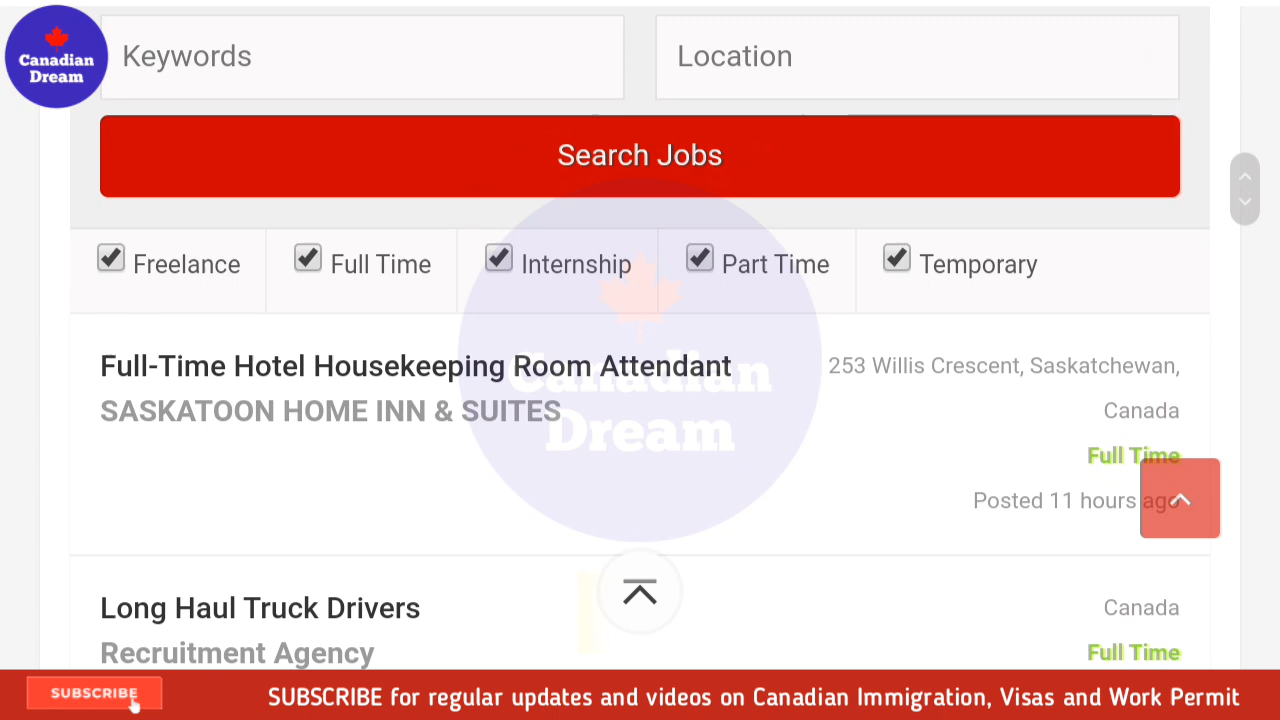 Canadian
Dream
Keywords
Location
Search Jobs
Freelance
Full Time
Internship
Part Time
Temporary
Full-Time Hotel Housekeeping Room Attendant
SASKATOON HOME INN & SUITES
253 Willis Crescent, Saskatchewan,
Canada
Full Time
Posted 11 hours ago
Canadian
Dream
Long Haul Truck Drivers
Recruitment Agency
Canada
Full Time
SUBSCRIBE
SUBSCRIBE for regular updates and videos on Canadian Immigration, Visas and Work Permit